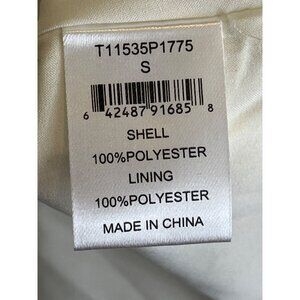 T11535P1775
S
6 42487 91685 8
SHELL
100%POLYESTER
LINING
100%POLYESTER
MADE IN CHINA